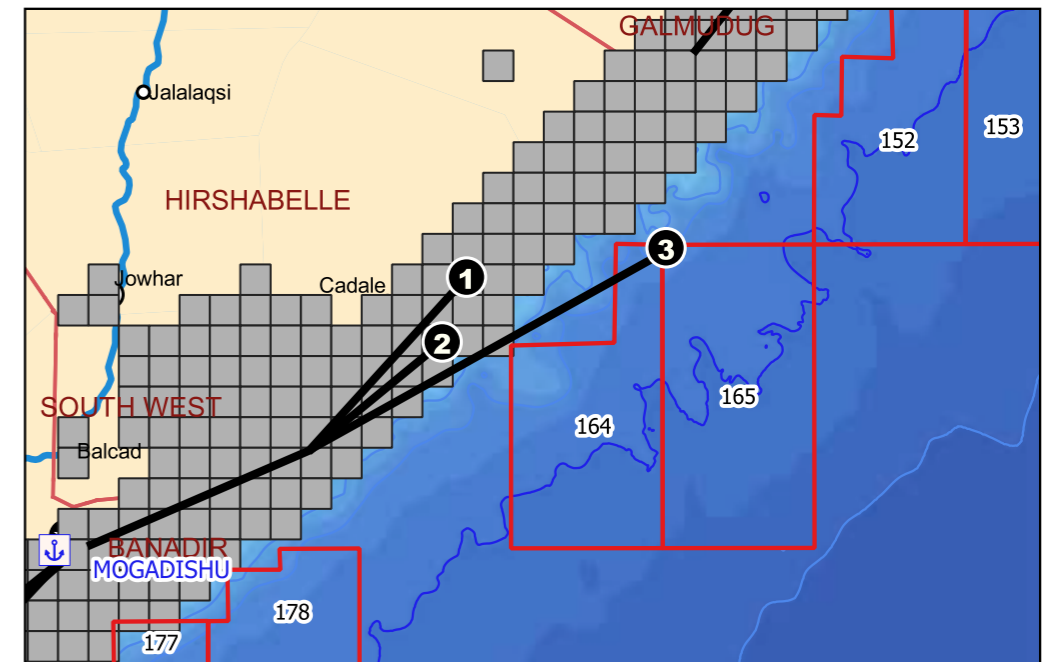 GALMUDUG
Jalalaqsi
153
152
HIRSHABELLE
3
1
Jowhar
Cadale
2
165
SOUTH WEST
164
Balcad
BANADIR
MOGADISHU
178
177